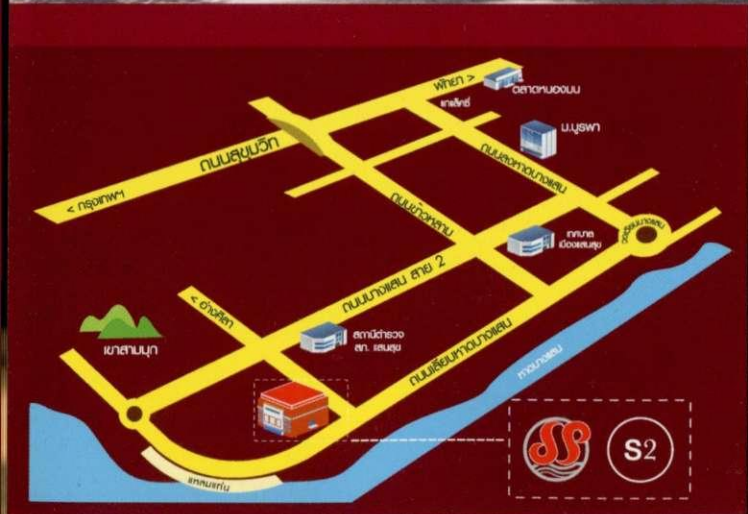 พัทยา >
ตลาดหนองมน
แกแล็คซี่
ม.บูรพา
ถนนสุขุมวิท
ถนนลงหาดบางแสน
< กรุงเทพฯ
ถนนข้าวหลาม
วงเวียนบางแสน
เทศบาล
เมืองแสนสุข
ถนนบางแสน สาย 2
< อ่างศิลา
เขาสามมุก
สถานีตำรวจ
สภ. แสนสุข
ถนนเลียบหาดบางแสน
หาดบางแสน
แหลมแท่น
SP
S2